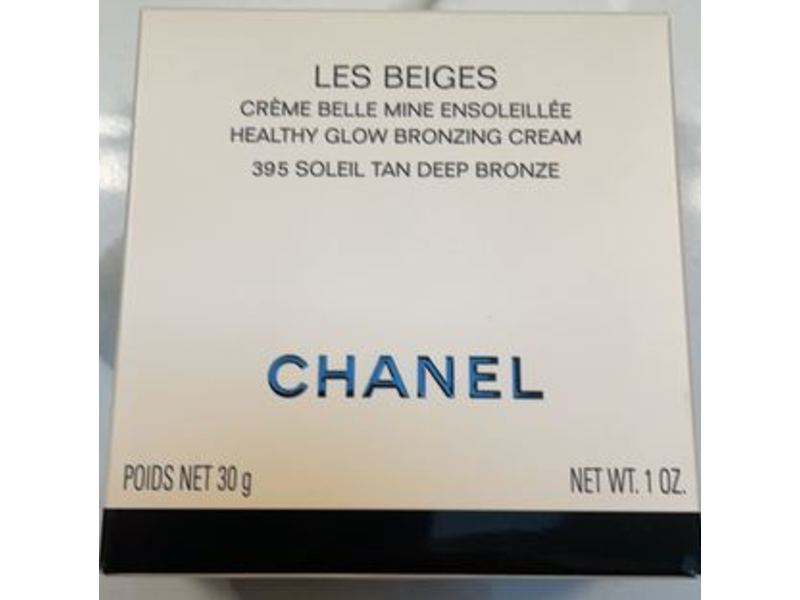 LES BEIGES
CRÈME BELLE MINE ENSOLEILLÉE
HEALTHY GLOW BRONZING CREAM
395 SOLEIL TAN DEEP BRONZE
CHANEL
POIDS NET 30 g NET WT. 1 OZ.